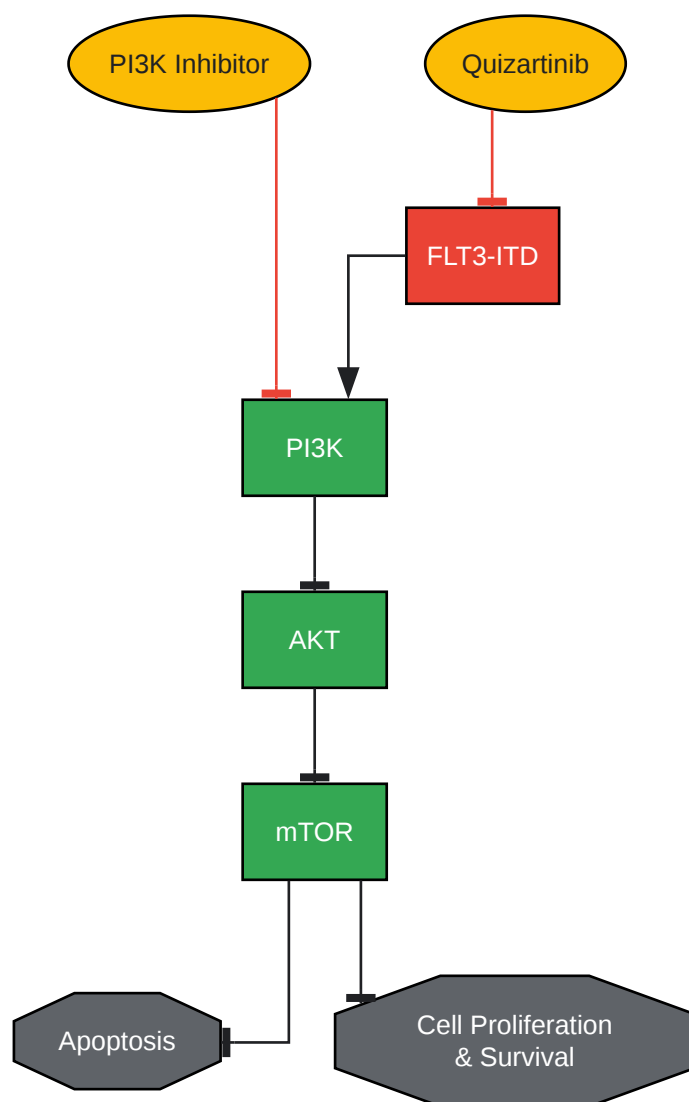 PI3K Inhibitor
Quizartinib
FLT3-ITD
PI3K
AKT
mTOR
Apoptosis
Cell Proliferation
& Survival